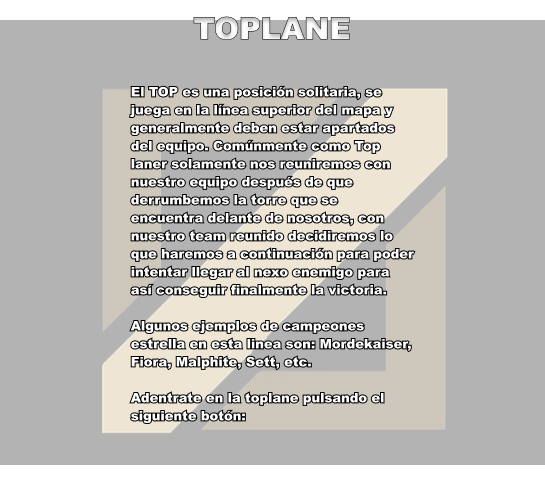 TOPLANE
El TOP es una posición solitaria, se
juega en la línea superior del mapa y
generalmente deben estar apartados
del equipo. Comúnmente como Top
laner solamente nos reuniremos con
nuestro equipo después de que
derrumbemos la torre que se
encuentra delante de nosotros, con
nuestro team reunido decidiremos lo
que haremos a continuación para poder
intentar llegar al nexo enemigo para
así conseguir finalmente la victoria.
Algunos ejemplos de campeones
estrella en esta linea son: Mordekaiser,
Fiora, Malphite, Sett, etc.
Adentrate en la toplane pulsando el
siguiente botón: